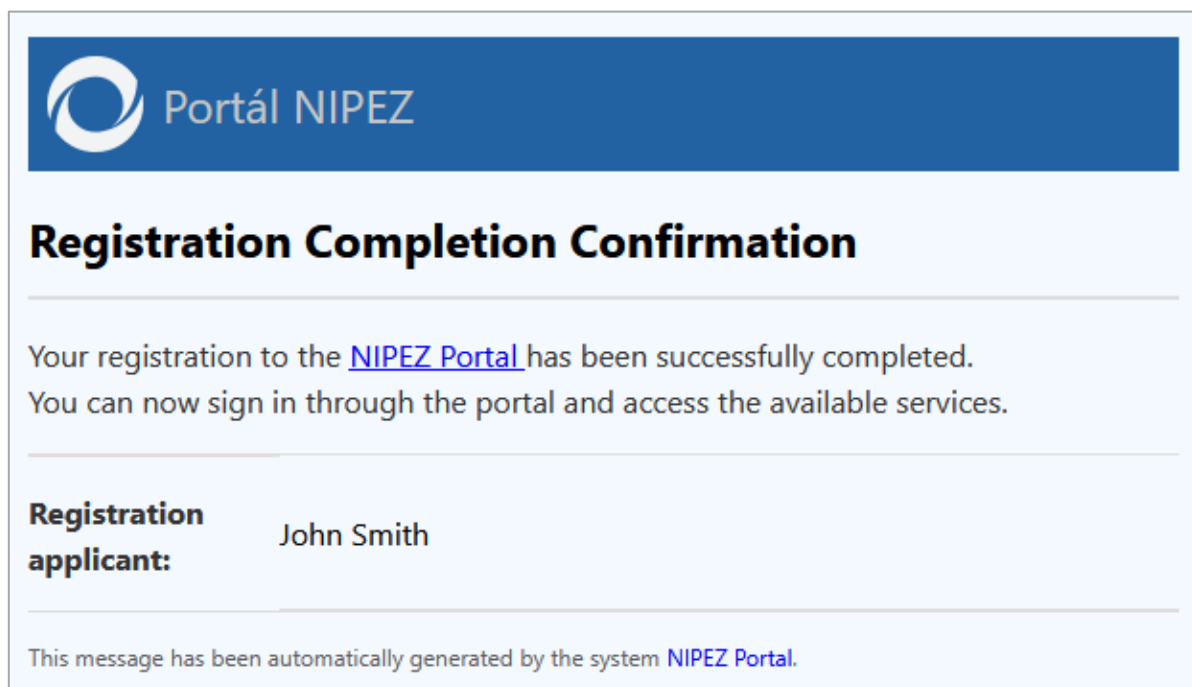 Portál NIPEZ
Registration Completion Confirmation
Your registration to the NIPEZ Portal has been successfully completed.
You can now sign in through the portal and access the available services.
Registration
applicant:
John Smith
This message has been automatically generated by the system NIPEZ Portal.